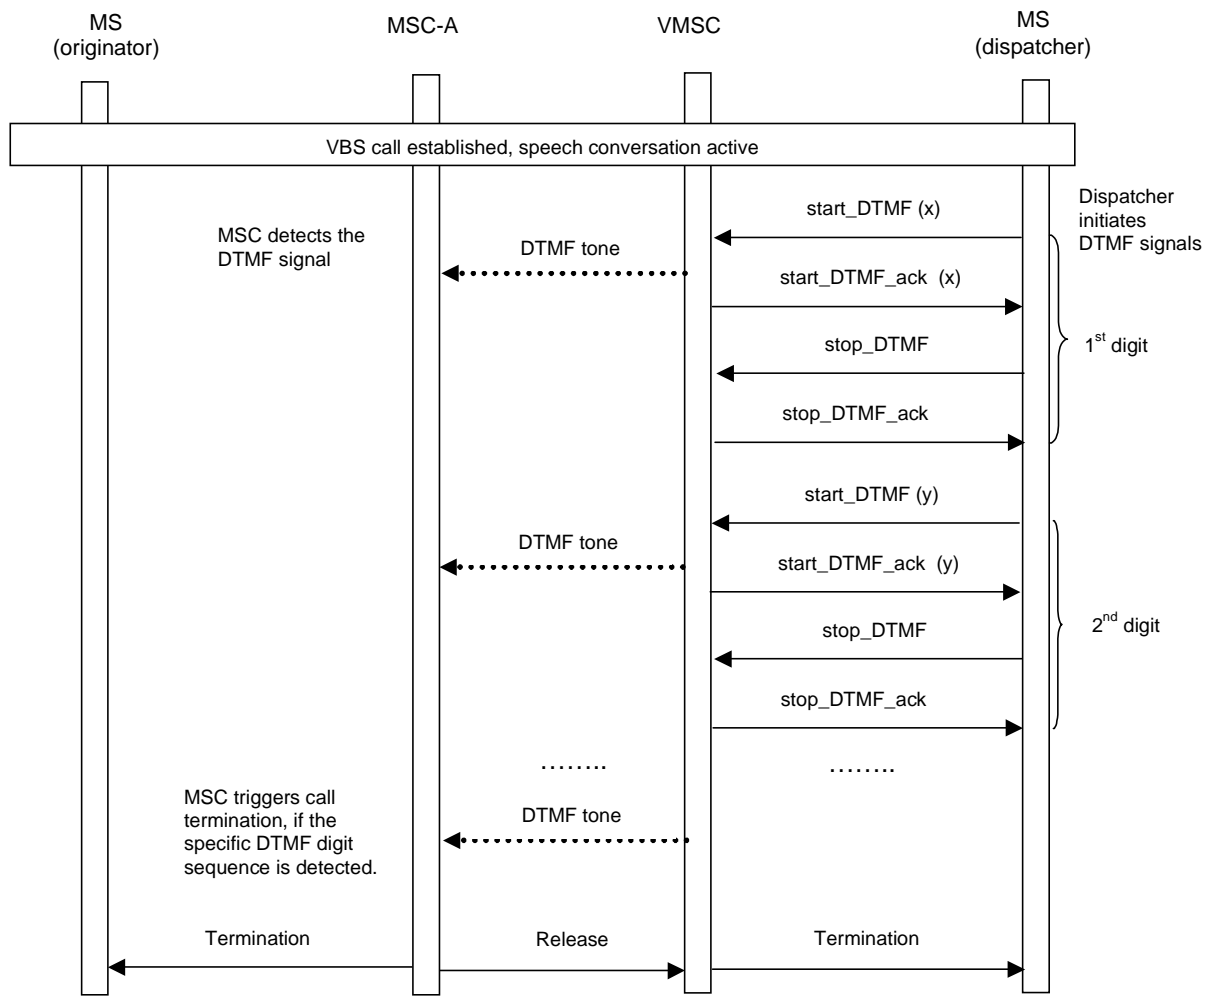 MS
(originator)
MSC-A
VMSC
MS
(dispatcher)
VBS call established, speech conversation active
start_DTMF (x)
Dispatcher
initiates
DTMF signals
MSC detects the
DTMF signal
DTMF tone
start_DTMF_ack (x)
stop_DTMF
1st digit
stop_DTMF_ack
start_DTMF (y)
DTMF tone
start_DTMF_ack (y)
stop_DTMF
2nd digit
stop_DTMF_ack
........
........
MSC triggers call
termination, if the
specific DTMF digit
sequence is detected.
DTMF tone
Termination
Release
Termination